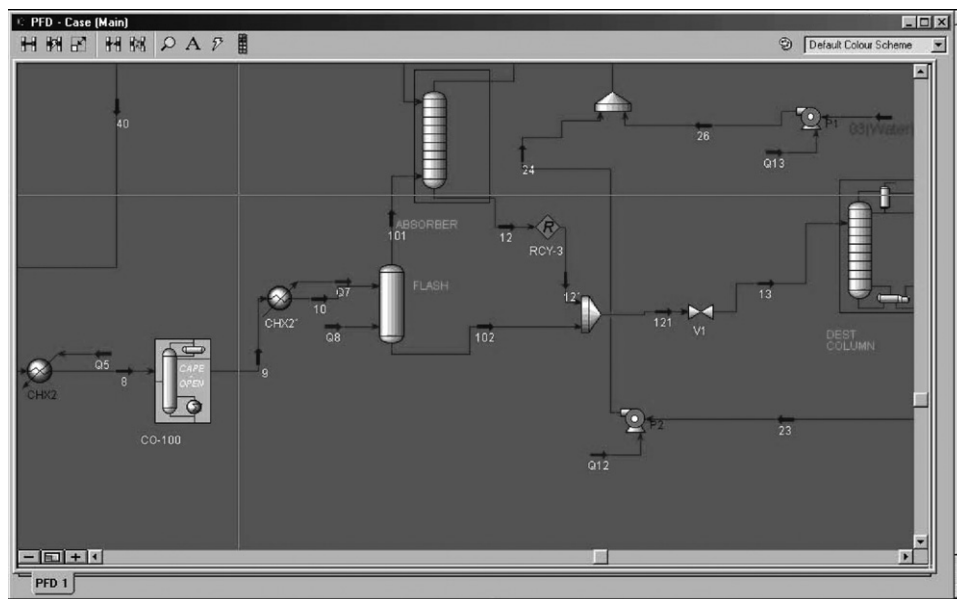 PFD - Case (Main)
A
Default Colour Scheme
40
26
P1
03(Water)
Q13
24
ABSORBER
101
12
R
RCY-3
Q7
FLASH
10
CHX2*
Q8
102
121
V1
13
DEST
COLUMN
Q5
8
CHX2
CAPE
-
OPEN
CO-100
9
P2
23
Q12
PFD 1